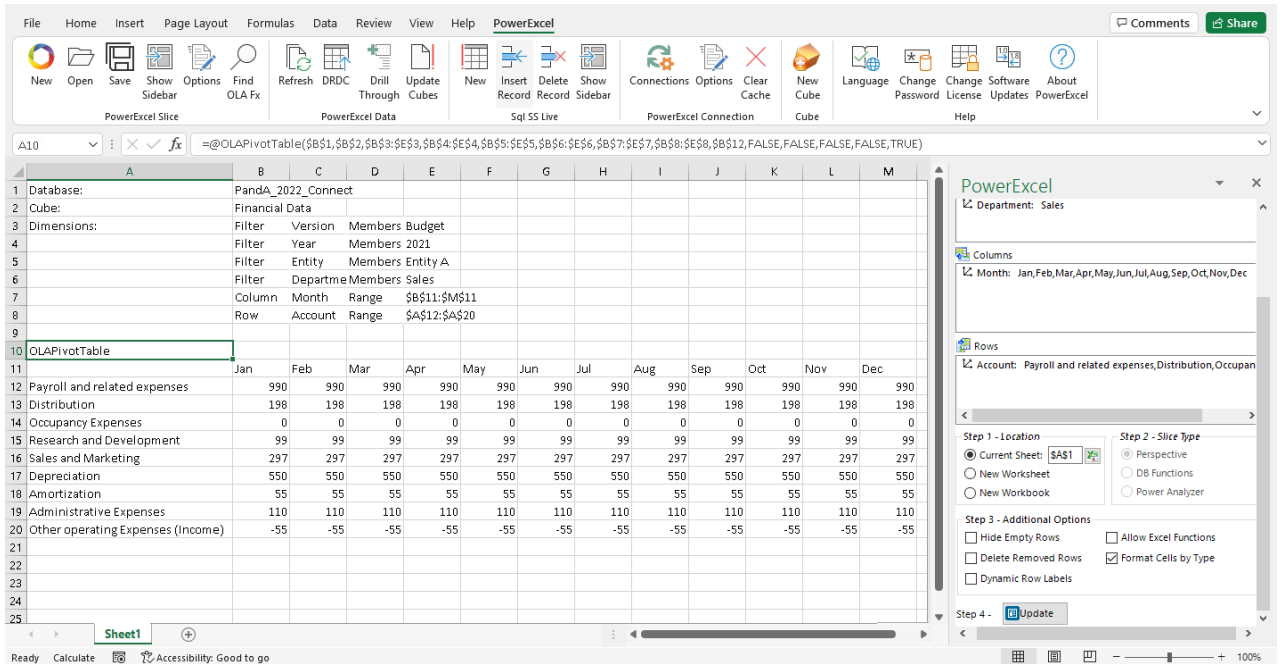 File Home Insert Page Layout Formulas Data Review View Help PowerExcel Comments Share
New Open Save Show Sidebar Options Find OLA Fx Refresh DRDC Drill Through Update Cubes New Insert Record Delete Record Show Sidebar Connections Options Clear Cache New Cube Language Change Password Change License Software Updates About PowerExcel
PowerExcel Slice PowerExcel Data Sql SS Live PowerExcel Connection Cube Help
A10 fx =@OLAPivotTable($B$1,$B$2,$B$3:$E$3,$B$4:$E$4,$B$5:$E$5,$B$6:$E$6,$B$7:$E$7,$B$8:$E$8,$B$12,FALSE,FALSE,FALSE,FALSE,TRUE)
A B C D E F G H I J K L M
1 Database: PandA_2022_Connect
2 Cube: Financial Data
3 Dimensions: Filter Version Members Budget
4 Filter Year Members 2021
5 Filter Entity Members Entity A
6 Filter Departme Members Sales
7 Column Month Range $B$11:$M$11
8 Row Account Range $A$12:$A$20
9
10 OLAPivotTable
11 Jan Feb Mar Apr May Jun Jul Aug Sep Oct Nov Dec
12 Payroll and related expenses 990 990 990 990 990 990 990 990 990 990 990 990
13 Distribution 198 198 198 198 198 198 198 198 198 198 198 198
14 Occupancy Expenses 0 0 0 0 0 0 0 0 0 0 0 0
15 Research and Development 99 99 99 99 99 99 99 99 99 99 99 99
16 Sales and Marketing 297 297 297 297 297 297 297 297 297 297 297 297
17 Depreciation 550 550 550 550 550 550 550 550 550 550 550 550
18 Amortization 55 55 55 55 55 55 55 55 55 55 55 55
19 Administrative Expenses 110 110 110 110 110 110 110 110 110 110 110 110
20 Other operating Expenses (Income) -55 -55 -55 -55 -55 -55 -55 -55 -55 -55 -55 -55
21
22
23
24
25
PowerExcel
Department: Sales
Columns
Month: Jan,Feb,Mar,Apr,May,Jun,Jul,Aug,Sep,Oct,Nov,Dec
Rows
Account: Payroll and related expenses,Distribution,Occupan
Step 1 - Location Step 2 - Slice Type
Current Sheet: $A$1 Perspective
New Worksheet DB Functions
New Workbook Power Analyzer
Step 3 - Additional Options
Hide Empty Rows Allow Excel Functions
Delete Removed Rows Format Cells by Type
Dynamic Row Labels
Step 4 - Update
Sheet1
Ready Calculate Accessibility: Good to go 100%